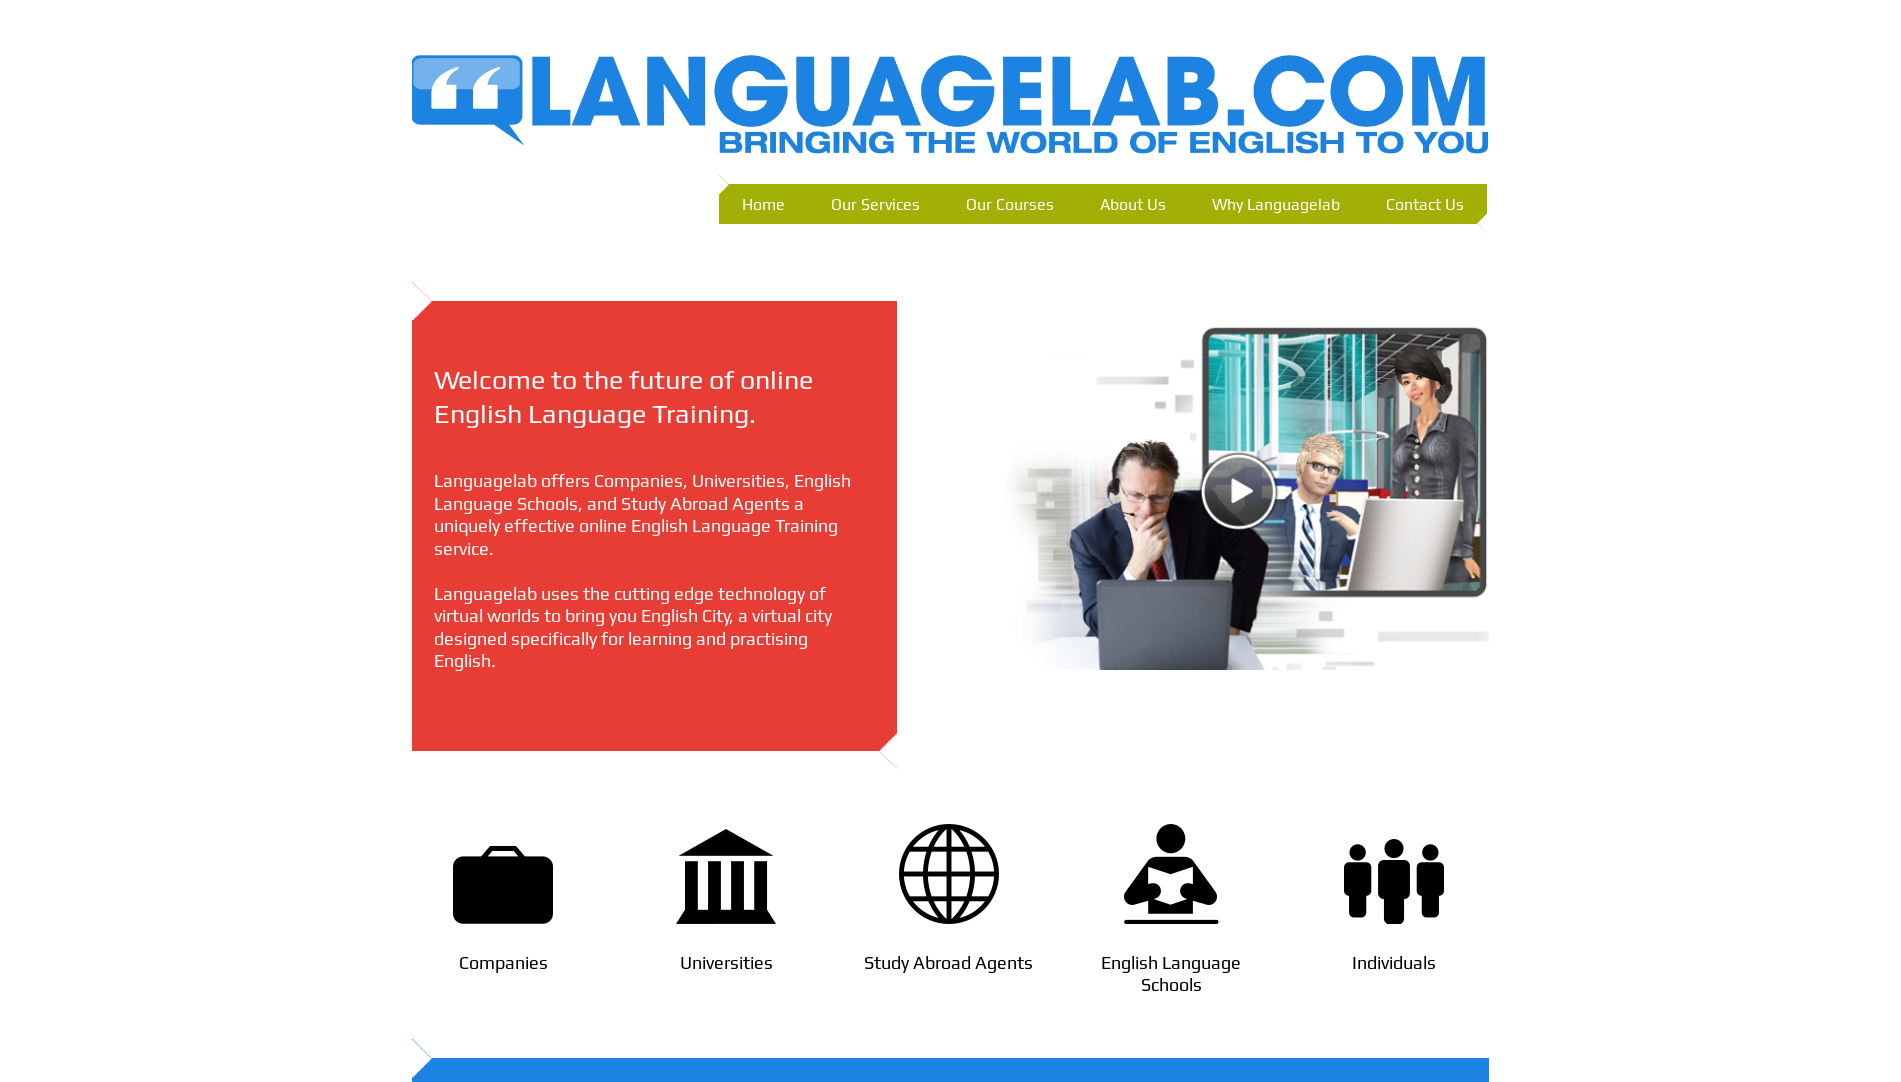 LANGUAGELAB.COM
BRINGING THE WORLD OF ENGLISH TO YOU
Home Our Services Our Courses About Us Why Languagelab Contact Us
Welcome to the future of online
English Language Training.
Languagelab offers Companies, Universities, English
Language Schools, and Study Abroad Agents a
uniquely effective online English Language Training
service.
Languagelab uses the cutting edge technology of
virtual worlds to bring you English City, a virtual city
designed specifically for learning and practising
English.
Companies
Universities
Study Abroad Agents
English Language
Schools
Individuals